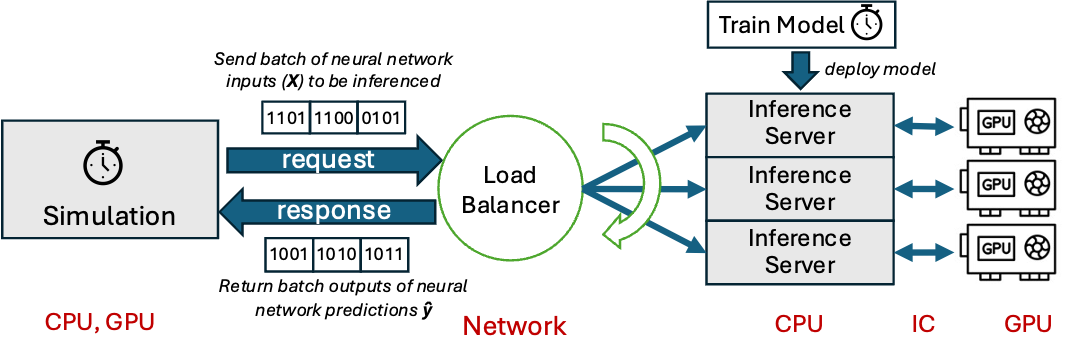 Train Model
deploy model
Send batch of neural network
inputs (X) to be inferenced
1101 1100 0101
request
Simulation
response
1001 1010 1011
Return batch outputs of neural
network predictions ŷ
Load
Balancer
Inference
Server
GPU
Inference
Server
GPU
Inference
Server
GPU
CPU, GPU
Network
CPU
IC
GPU